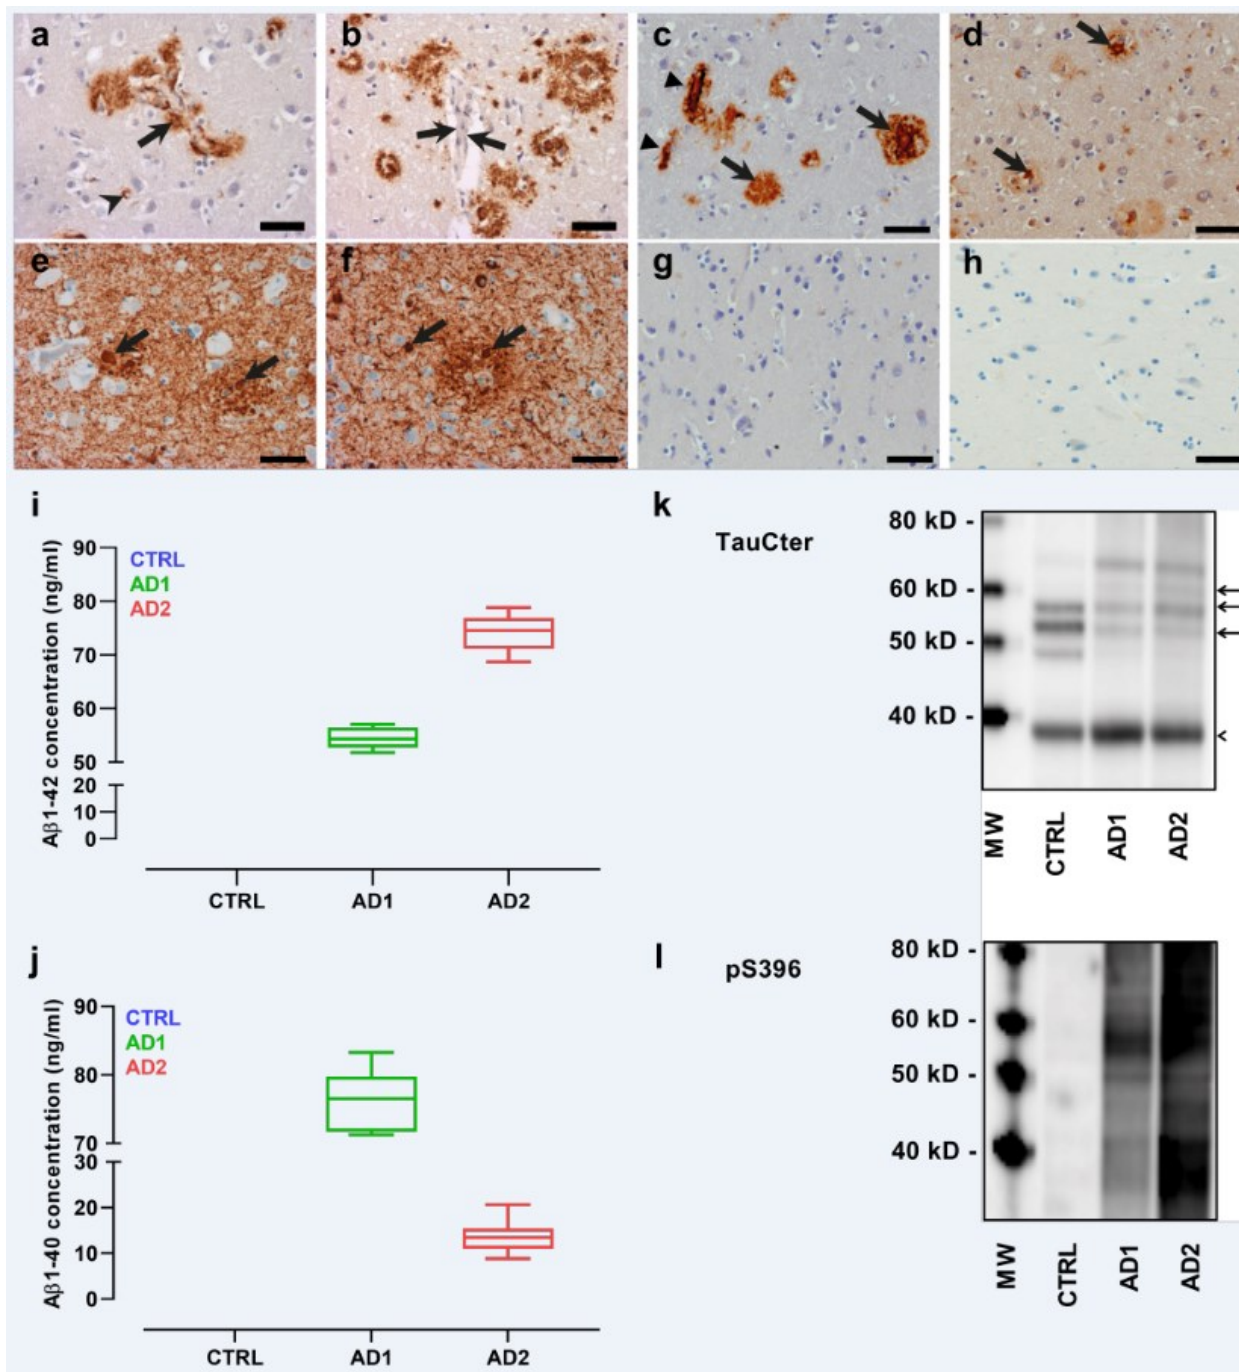 a
b
c
d
e
f
g
h
i
Aβ1-42 concentration (ng/ml)
90
80
70
60
50
20
10
0
CTRL
AD1
AD2
CTRL
AD1
AD2
k
TauCter
80 kD -
60 kD -
50 kD -
40 kD -
MW
CTRL
AD1
AD2
j
Aβ1-40 concentration (ng/ml)
90
80
70
30
20
10
0
CTRL
AD1
AD2
CTRL
AD1
AD2
l
pS396
80 kD -
60 kD -
50 kD -
40 kD -
MW
CTRL
AD1
AD2